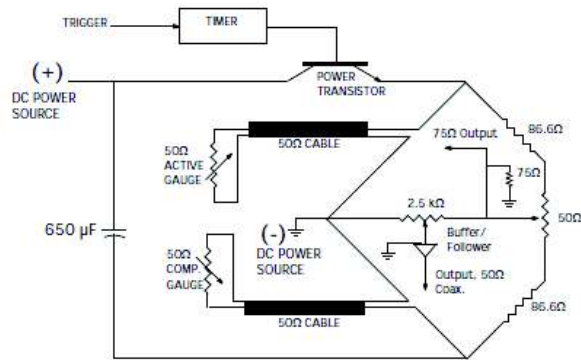 TRIGGER
TIMER
(+)
DC POWER
SOURCE
POWER
TRANSISTOR
50Ω
ACTIVE
GAUGE
50Ω CABLE
75Ω Output
86.6Ω
75Ω
50Ω
2.5 kΩ
650 µF
(-)
DC POWER
SOURCE
Buffer/
Follower
50Ω
COMP.
GAUGE
Output, 50Ω
Coax.
50Ω CABLE
86.6Ω